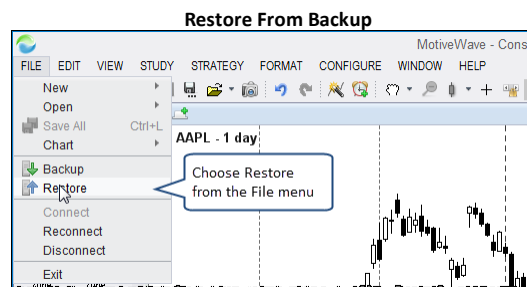 Restore From Backup
MotiveWave - Cons
FILE EDIT VIEW STUDY STRATEGY FORMAT CONFIGURE WINDOW HELP
New
Open
Save All Ctrl+L
Chart
AAPL - 1 day
Backup
Restore
Choose Restore
from the File menu
Connect
Reconnect
Disconnect
Exit